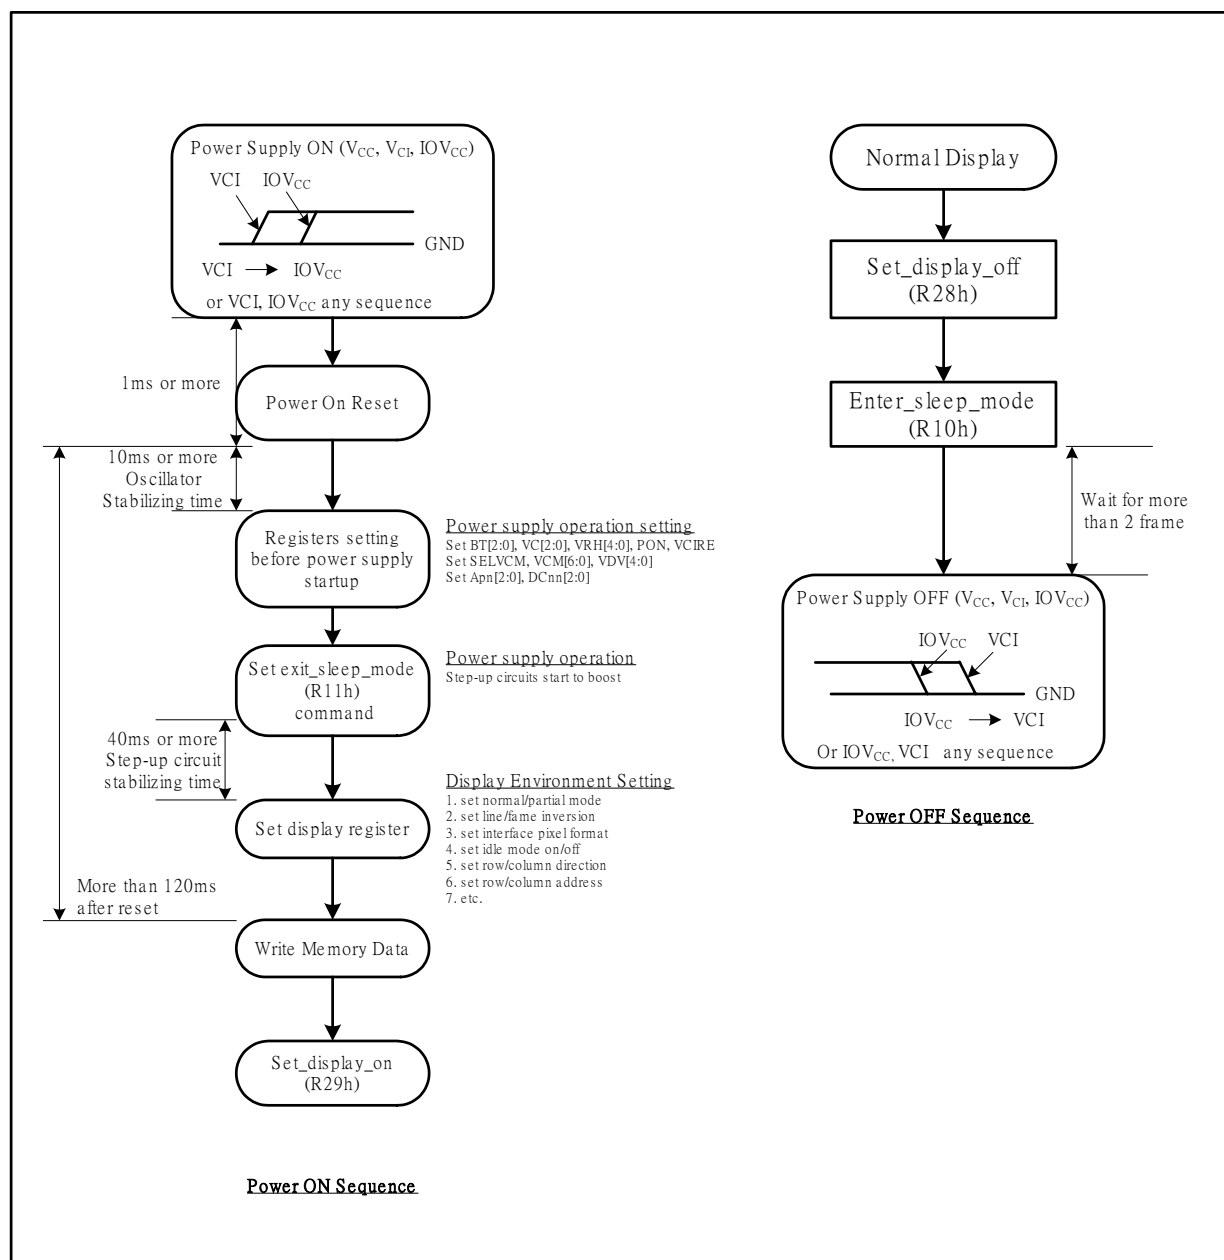 Power Supply ON (VCC, VCI, IOVCC)
VCI IOVCC
GND
VCI IOVCC
or VCI, IOVCC any sequence
1ms or more
Power On Reset
10ms or more
Oscillator
Stabilizing time
Registers setting
before power supply
startup
Power supply operation setting
Set BT[2:0], VC[2:0], VRH[4:0], PON, VCIRE
Set SELVCM, VCM[6:0], VDV[4:0]
Set Apn[2:0], DCnn[2:0]
Set exit_sleep_mode
(R11h)
command
Power supply operation
Step-up circuits start to boost
40ms or more
Step-up circuit
stabilizing time
Set display register
Display Environment Setting
1. set normal/partial mode
2. set line/fame inversion
3. set interface pixel format
4. set idle mode on/off
5. set row/column direction
6. set row/column address
7. etc.
More than 120ms
after reset
Write Memory Data
Set_display_on
(R29h)
Power ON Sequence
Normal Display
Set_display_off
(R28h)
Enter_sleep_mode
(R10h)
Wait for more
than 2 frame
Power Supply OFF (VCC, VCI, IOVCC)
IOVCC VCI
GND
IOVCC VCI
Or IOVCC, VCI any sequence
Power OFF Sequence